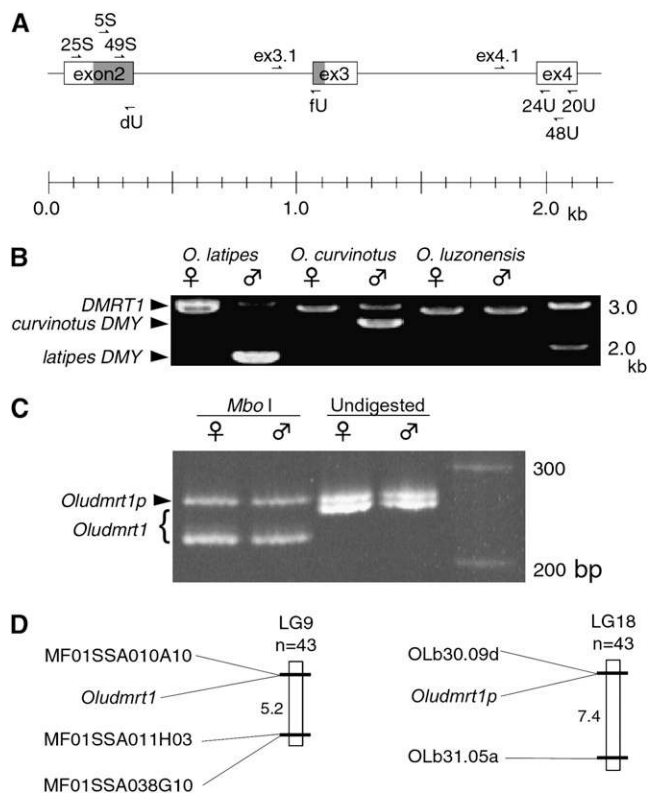 A
5S
25S 49S ex3.1 ex4.1
exon2 ex3 ex4
dU fU 24U 20U
48U
0.0 1.0 2.0 kb
B
O. latipes O. curvinotus O. luzonensis
♀ ♂ ♀ ♂ ♀ ♂
DMRT1 3.0
curvinotus DMY
latipes DMY 2.0
kb
C
Mbo I Undigested
♀ ♂ ♀ ♂
300
Oludmrt1p
Oludmrt1 {
200 bp
D
LG9 LG18
n=43 n=43
MF01SSA010A10 OLb30.09d
Oludmrt1 Oludmrt1p
5.2 7.4
MF01SSA011H03
OLb31.05a
MF01SSA038G10